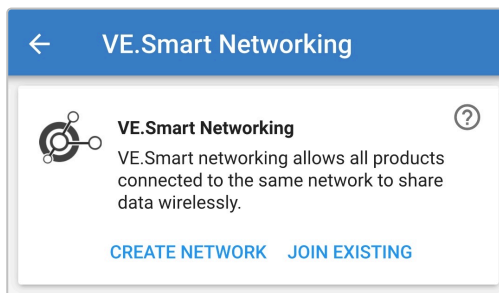 VE.Smart Networking
VE.Smart Networking
VE.Smart networking allows all products
connected to the same network to share
data wirelessly.
CREATE NETWORK JOIN EXISTING